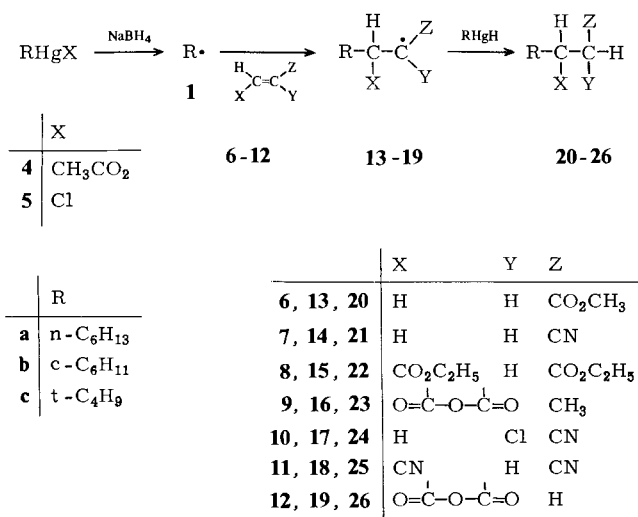 H Z
RHgX NaBH₄ R• R-C-C• RHgH R-C-C-H
1 H Z C=C X Y X Y H Z X Y
6-12 13-19 20-26
X
4 CH₃CO₂
5 Cl
R
a n-C₆H₁₃
b c-C₆H₁₁
c t-C₄H₉
X Y Z
6, 13, 20 H H CO₂CH₃
7, 14, 21 H H CN
8, 15, 22 CO₂C₂H₅ H CO₂C₂H₅
9, 16, 23 O=C-O-C=O CH₃
10, 17, 24 H Cl CN
11, 18, 25 CN H CN
12, 19, 26 O=C-O-C=O H